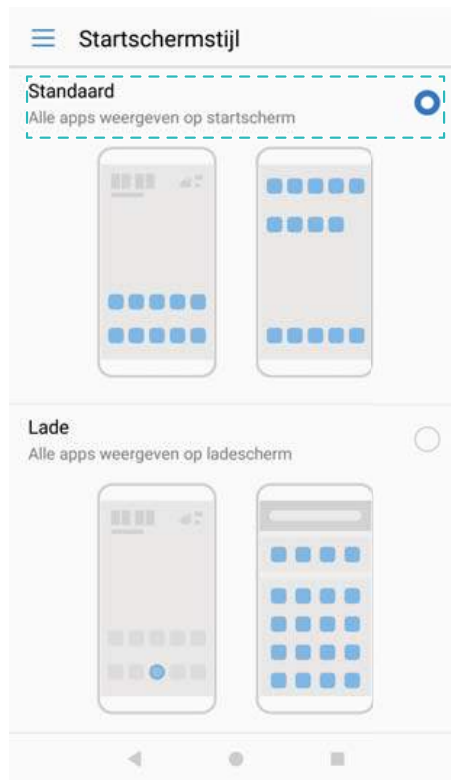 Startschermstijl
Standaard
Alle apps weergeven op startscherm
Lade
Alle apps weergeven op ladescherm